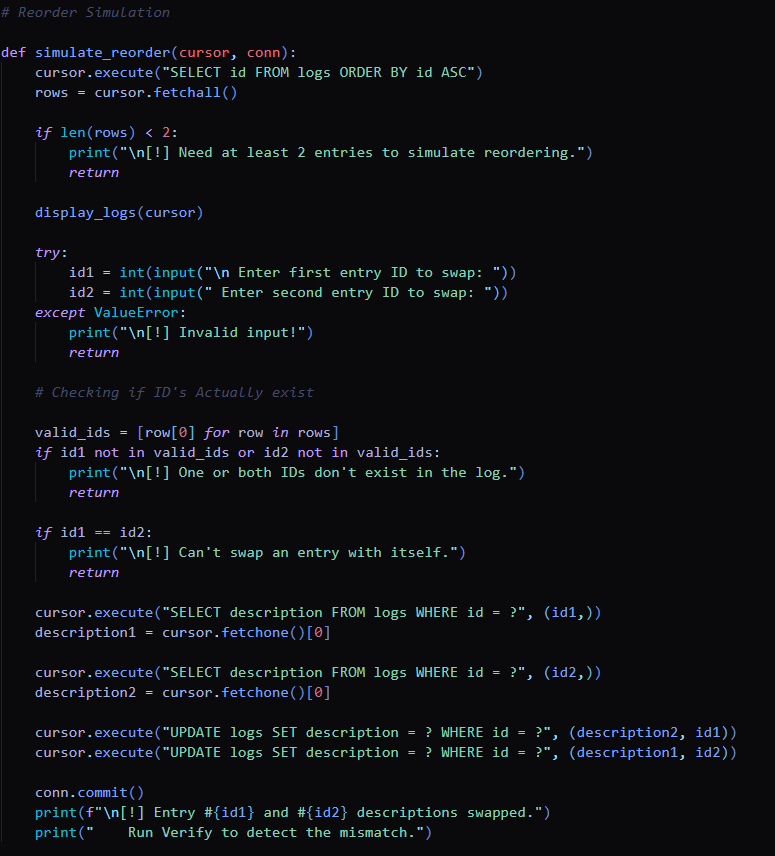 # Reorder Simulation
def simulate_reorder(cursor, conn):
    cursor.execute("SELECT id FROM logs ORDER BY id ASC")
    rows = cursor.fetchall()
    if len(rows) < 2:
        print("\n[!] Need at least 2 entries to simulate reordering.")
        return
    display_logs(cursor)
    try:
        id1 = int(input("\n Enter first entry ID to swap: "))
        id2 = int(input(" Enter second entry ID to swap: "))
    except ValueError:
        print("\n[!] Invalid input!")
        return
    # Checking if ID's Actually exist
    valid_ids = [row[0] for row in rows]
    if id1 not in valid_ids or id2 not in valid_ids:
        print("\n[!] One or both IDs don't exist in the log.")
        return
    if id1 == id2:
        print("\n[!] Can't swap an entry with itself.")
        return
    cursor.execute("SELECT description FROM logs WHERE id = ?", (id1,))
    description1 = cursor.fetchone()[0]
    cursor.execute("SELECT description FROM logs WHERE id = ?", (id2,))
    description2 = cursor.fetchone()[0]
    cursor.execute("UPDATE logs SET description = ? WHERE id = ?", (description2, id1))
    cursor.execute("UPDATE logs SET description = ? WHERE id = ?", (description1, id2))
    conn.commit()
    print(f"\n[!] Entry #{id1} and #{id2} descriptions swapped.")
    print("    Run Verify to detect the mismatch.")